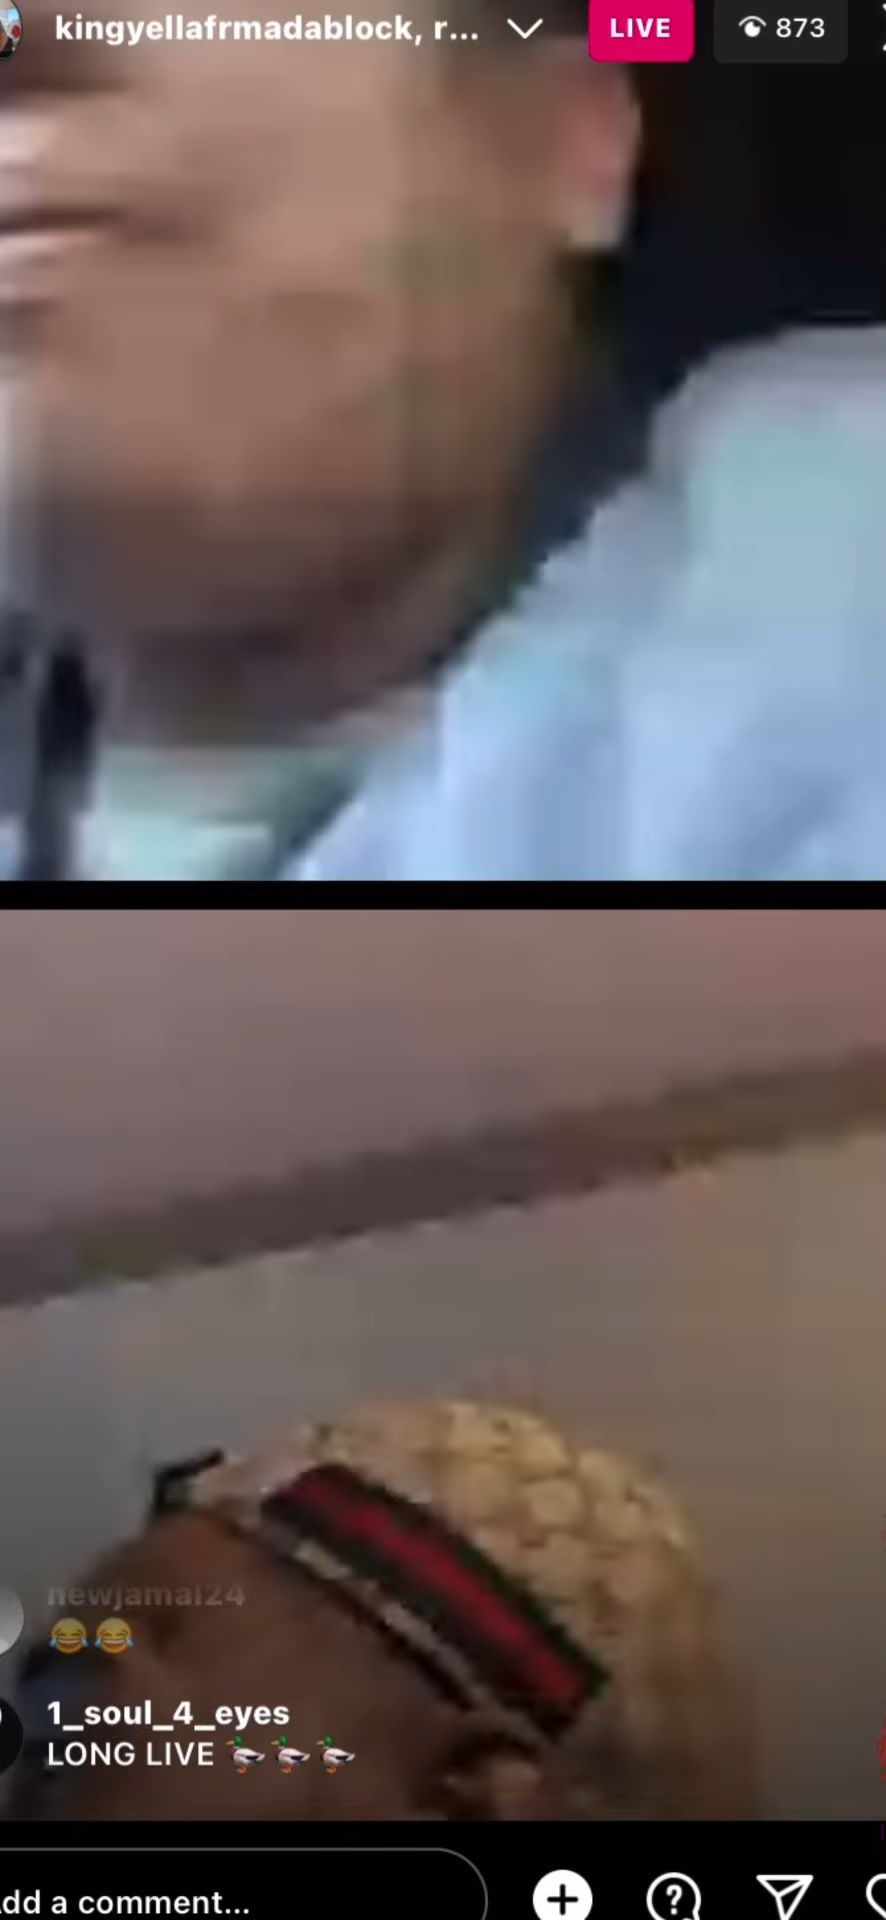 kingyellafrmadablock, r...
LIVE
873
newjamal24
😂😂
1_soul_4_eyes
LONG LIVE 🦆🦆🦆
dd a comment...